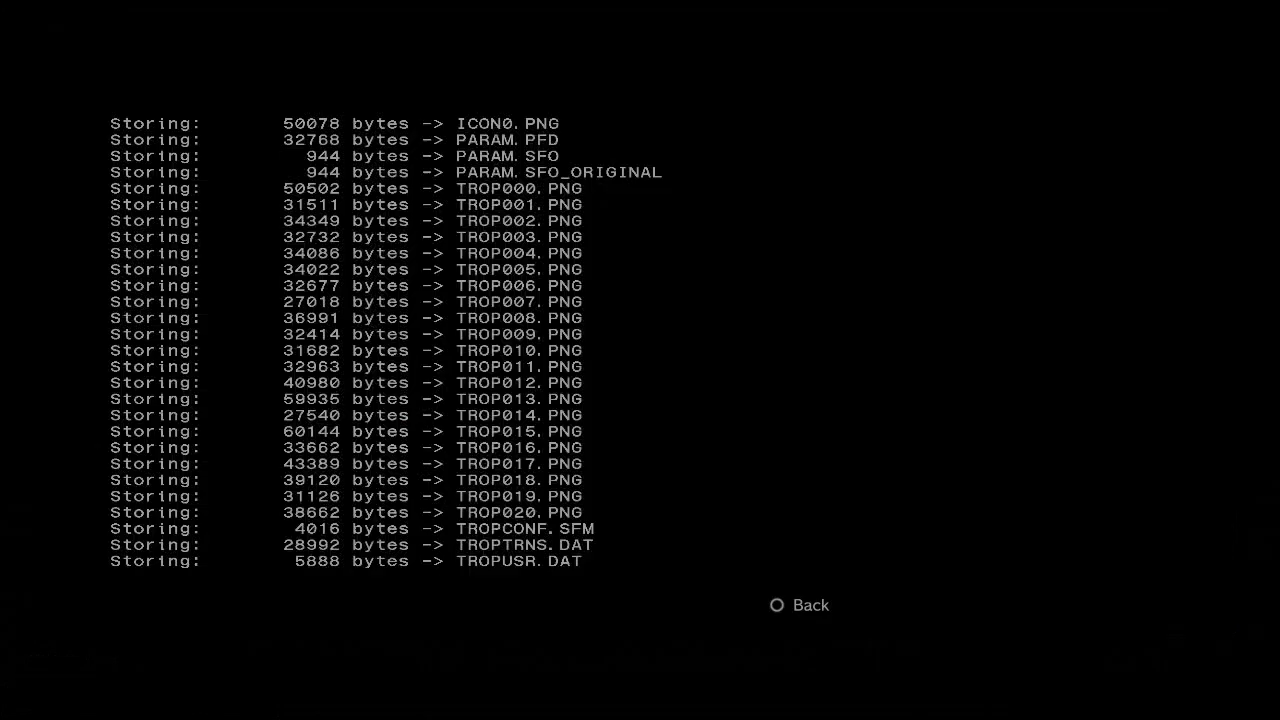 Storing: 50078 bytes -> ICON0.PNG
Storing: 32768 bytes -> PARAM.PFD
Storing: 944 bytes -> PARAM.SFO
Storing: 944 bytes -> PARAM.SFO_ORIGINAL
Storing: 50502 bytes -> TROP000.PNG
Storing: 31511 bytes -> TROP001.PNG
Storing: 34349 bytes -> TROP002.PNG
Storing: 32732 bytes -> TROP003.PNG
Storing: 34086 bytes -> TROP004.PNG
Storing: 34022 bytes -> TROP005.PNG
Storing: 32677 bytes -> TROP006.PNG
Storing: 27018 bytes -> TROP007.PNG
Storing: 36991 bytes -> TROP008.PNG
Storing: 32414 bytes -> TROP009.PNG
Storing: 31682 bytes -> TROP010.PNG
Storing: 32963 bytes -> TROP011.PNG
Storing: 40980 bytes -> TROP012.PNG
Storing: 59935 bytes -> TROP013.PNG
Storing: 27540 bytes -> TROP014.PNG
Storing: 60144 bytes -> TROP015.PNG
Storing: 33662 bytes -> TROP016.PNG
Storing: 43389 bytes -> TROP017.PNG
Storing: 39120 bytes -> TROP018.PNG
Storing: 31126 bytes -> TROP019.PNG
Storing: 38662 bytes -> TROP020.PNG
Storing: 4016 bytes -> TROPCONF.SFM
Storing: 28992 bytes -> TROPTRNS.DAT
Storing: 5888 bytes -> TROPUSR.DAT
Back